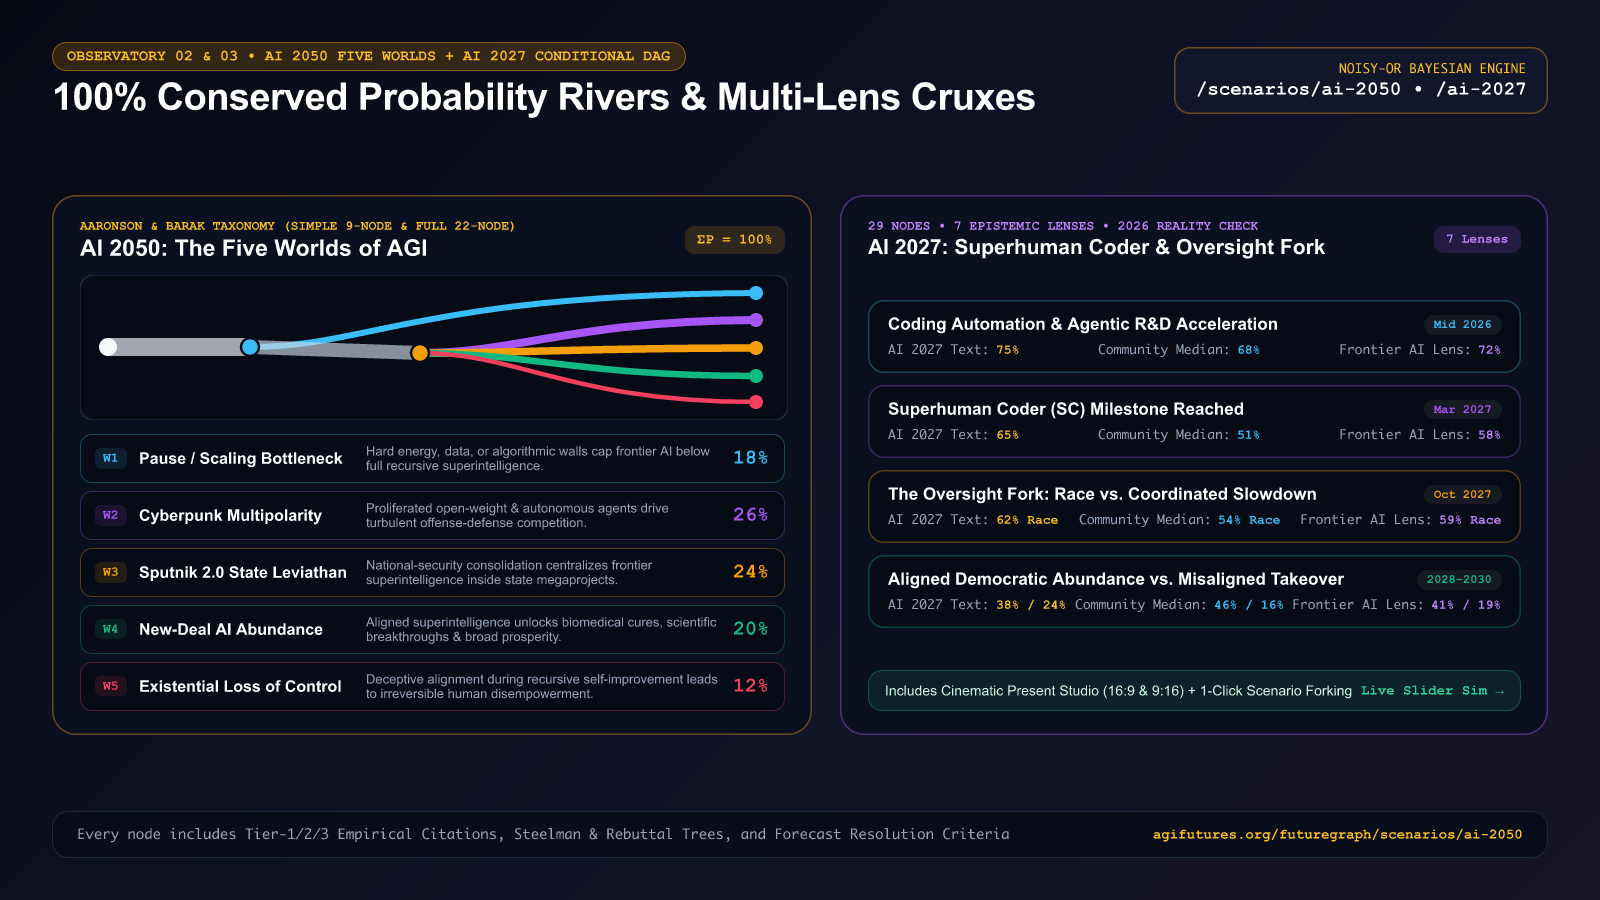 OBSERVATORY 02 & 03 • AI 2050 FIVE WORLDS + AI 2027 CONDITIONAL DAG
100% Conserved Probability Rivers & Multi-Lens Cruxes
NOISY-OR BAYESIAN ENGINE
/scenarios/ai-2050 • /ai-2027
AARONSON & BARAK TAXONOMY (SIMPLE 9-NODE & FULL 22-NODE)
AI 2050: The Five Worlds of AGI
ΣP = 100%
W1 Pause / Scaling Bottleneck
Hard energy, data, or algorithmic walls cap frontier AI below
full recursive superintelligence.
18%
W2 Cyberpunk Multipolarity
Proliferated open-weight & autonomous agents drive
turbulent offense-defense competition.
26%
W3 Sputnik 2.0 State Leviathan
National-security consolidation centralizes frontier
superintelligence inside state megaprojects.
24%
W4 New-Deal AI Abundance
Aligned superintelligence unlocks biomedical cures, scientific
breakthroughs & broad prosperity.
20%
W5 Existential Loss of Control
Deceptive alignment during recursive self-improvement leads
to irreversible human disempowerment.
12%
29 NODES • 7 EPISTEMIC LENSES • 2026 REALITY CHECK
AI 2027: Superhuman Coder & Oversight Fork
7 Lenses
Coding Automation & Agentic R&D Acceleration
Mid 2026
AI 2027 Text: 75% Community Median: 68% Frontier AI Lens: 72%
Superhuman Coder (SC) Milestone Reached
Mar 2027
AI 2027 Text: 65% Community Median: 51% Frontier AI Lens: 58%
The Oversight Fork: Race vs. Coordinated Slowdown
Oct 2027
AI 2027 Text: 62% Race Community Median: 54% Race Frontier AI Lens: 59% Race
Aligned Democratic Abundance vs. Misaligned Takeover
2028–2030
AI 2027 Text: 38% / 24% Community Median: 46% / 16% Frontier AI Lens: 41% / 19%
Includes Cinematic Present Studio (16:9 & 9:16) + 1-Click Scenario Forking Live Slider Sim →
Every node includes Tier-1/2/3 Empirical Citations, Steelman & Rebuttal Trees, and Forecast Resolution Criteria
agifutures.org/futuregraph/scenarios/ai-2050